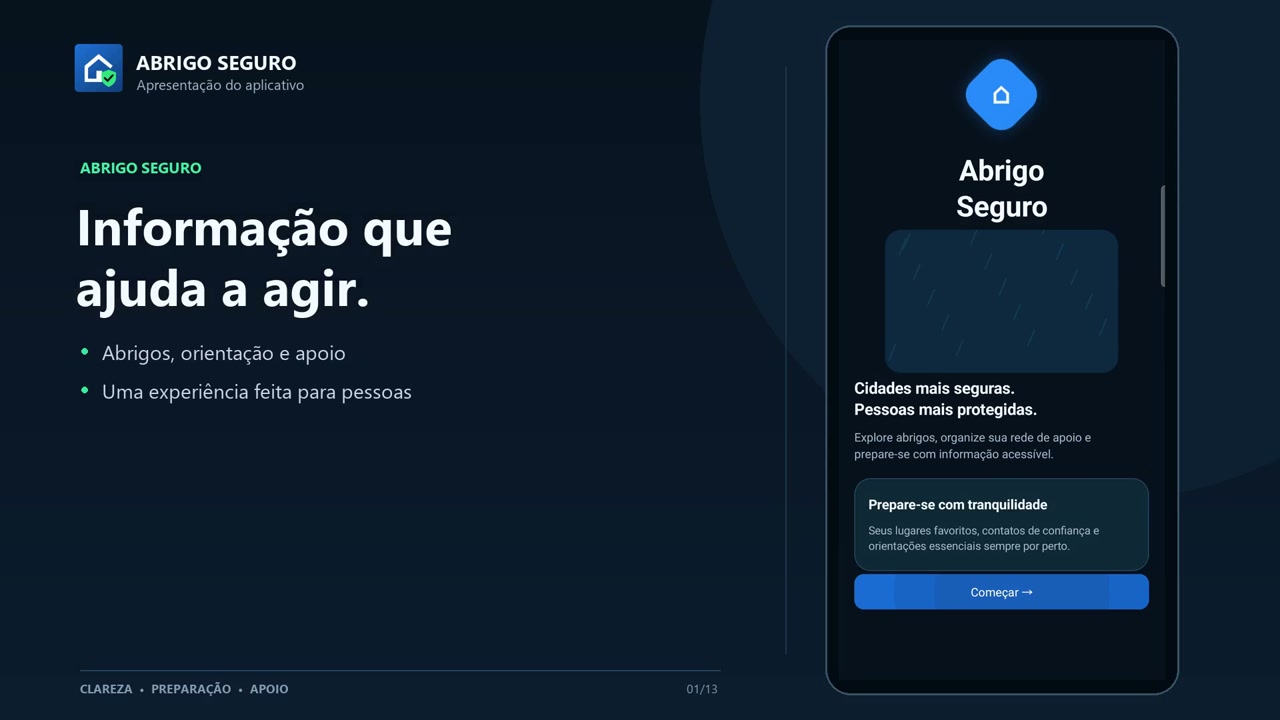 ABRIGO SEGURO
Apresentação do aplicativo
ABRIGO SEGURO
Informação que
ajuda a agir.
• Abrigos, orientação e apoio
• Uma experiência feita para pessoas
CLAREZA • PREPARAÇÃO • APOIO
01/13
Abrigo
Seguro
Cidades mais seguras.
Pessoas mais protegidas.
Explore abrigos, organize sua rede de apoio e
prepare-se com informação acessível.
Prepare-se com tranquilidade
Seus lugares favoritos, contatos de confiança e
orientações essenciais sempre por perto.
Começar →